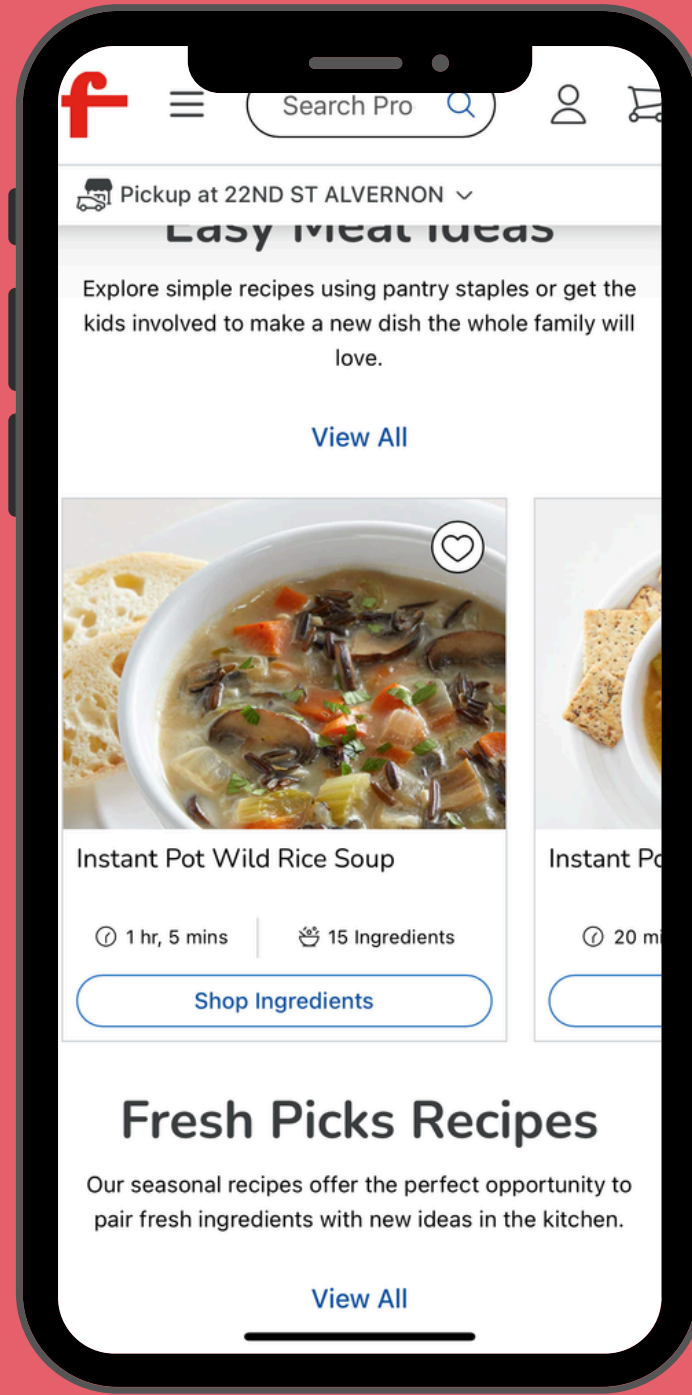 f
Search Pro
Pickup at 22ND ST ALVERNON
Easy Meal Ideas
Explore simple recipes using pantry staples or get the
kids involved to make a new dish the whole family will
love.
View All
Instant Pot Wild Rice Soup
1 hr, 5 mins
15 Ingredients
Shop Ingredients
Instant Po
20 mi
Fresh Picks Recipes
Our seasonal recipes offer the perfect opportunity to
pair fresh ingredients with new ideas in the kitchen.
View All